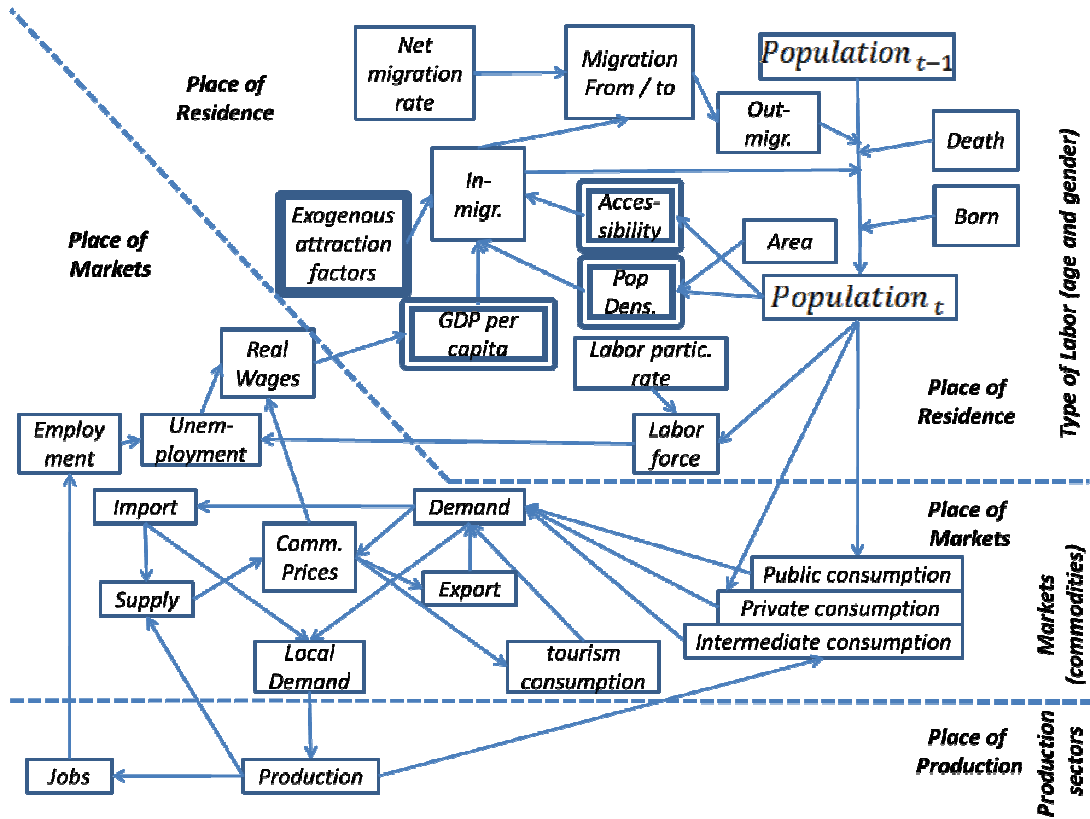 Net
migration
rate
Migration
From / to
Population t−1
Place of
Residence
Out-
migr.
Death
In-
migr.
Exogenous
attraction
factors
Acces-
sibility
Area
Born
Place of
Markets
Pop
Dens.
Population t
GDP per
capita
Real
Wages
Labor partic.
rate
Place of
Residence
Type of Labor (age and gender)
Employ
ment
Unem-
ployment
Labor
force
Import
Demand
Place of
Markets
Comm.
Prices
Supply
Export
Public consumption
Private consumption
Intermediate consumption
Local
Demand
tourism
consumption
Markets
(commodities)
Jobs
Production
Place of
Production
Production
sectors